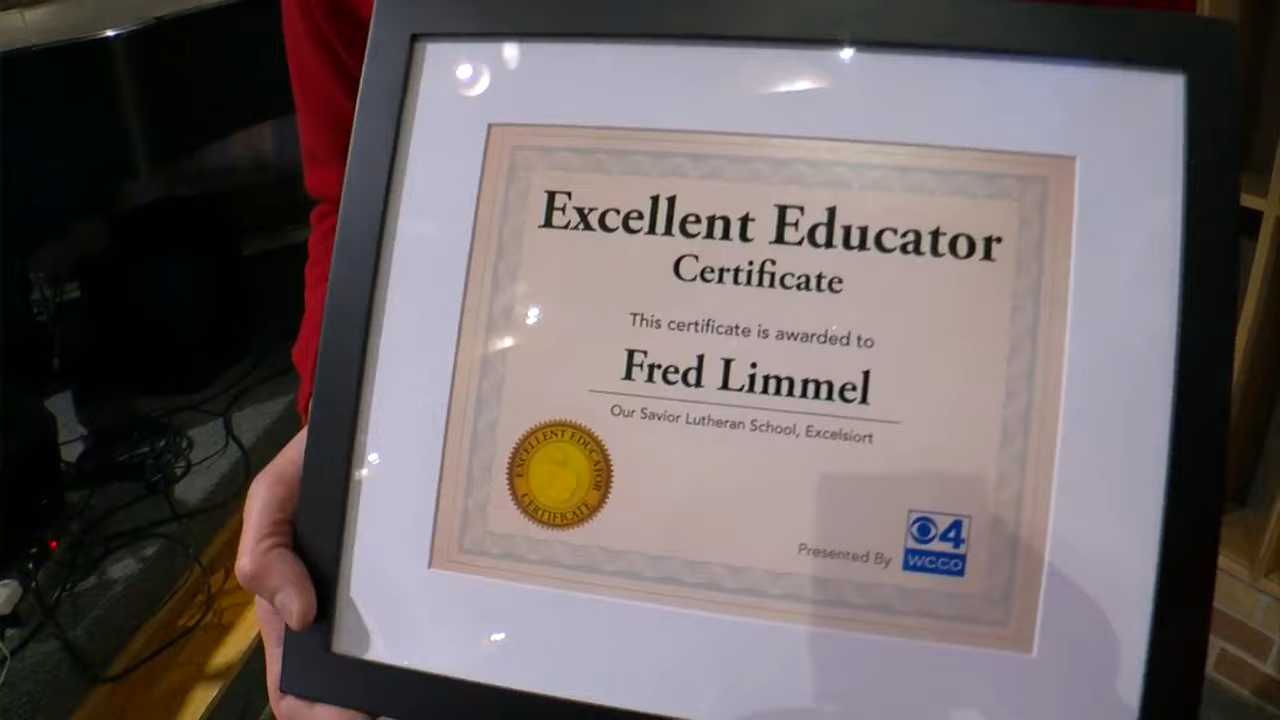 Excellent Educator
Certificate
This certificate is awarded to
Fred Limmel
Our Savior Lutheran School, Excelsiort
EXCELLENT EDUCATOR
CERTIFICATE
Presented By
4
WCCO